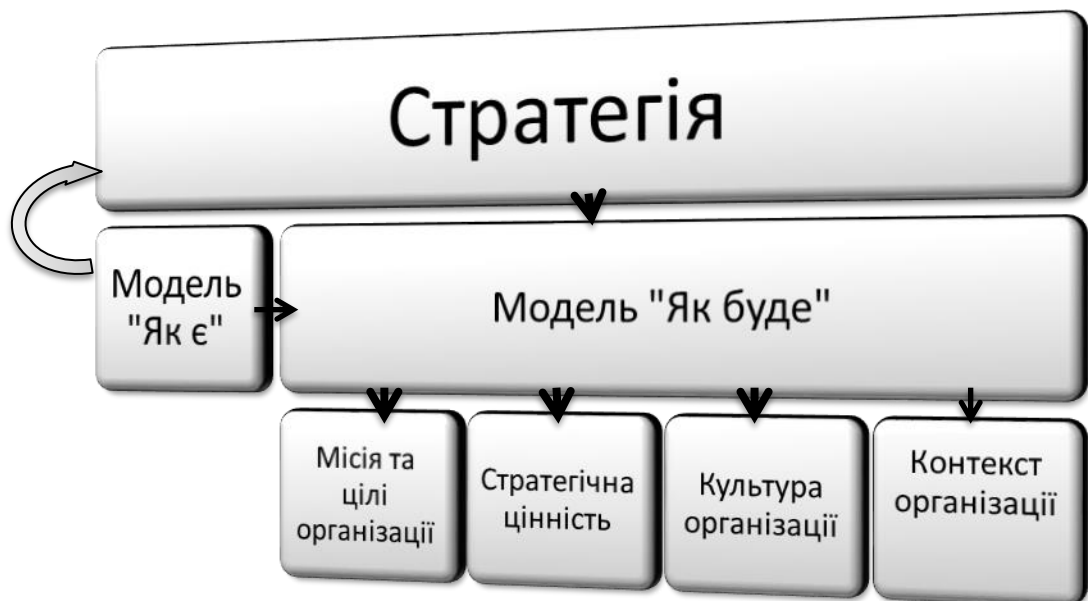 Стратегія
Модель
"Як є"
Модель "Як буде"
Місія та
цілі
організації
Стратегічна
цінність
Культура
організації
Контекст
організації